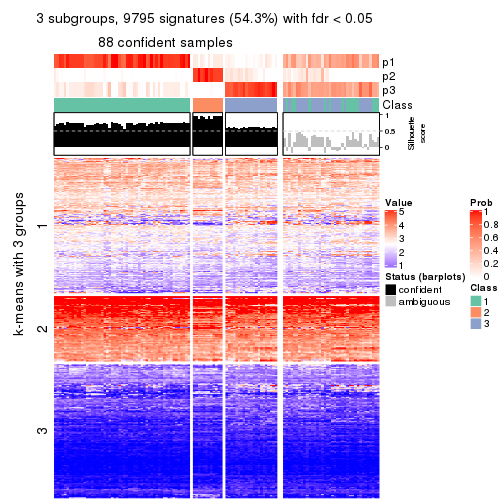 3 subgroups, 9795 signatures (54.3%) with fdr < 0.05
88 confident samples
p1
p2
p3
Class
1
0.5
0
Silhouette
score
k-means with 3 groups
1
2
3
Value
5
4
3
2
1
Status (barplots)
confident
ambiguous
Prob
1
0.8
0.6
0.4
0.2
0
Class
1
2
3